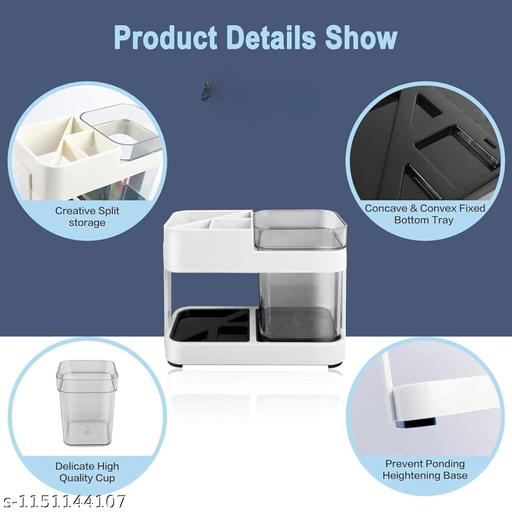 Product Details Show
Creative Split
storage
Concave & Convex Fixed
Bottom Tray
Delicate High
Quality Cup
Prevent Ponding
Heightening Base
s-1151144107